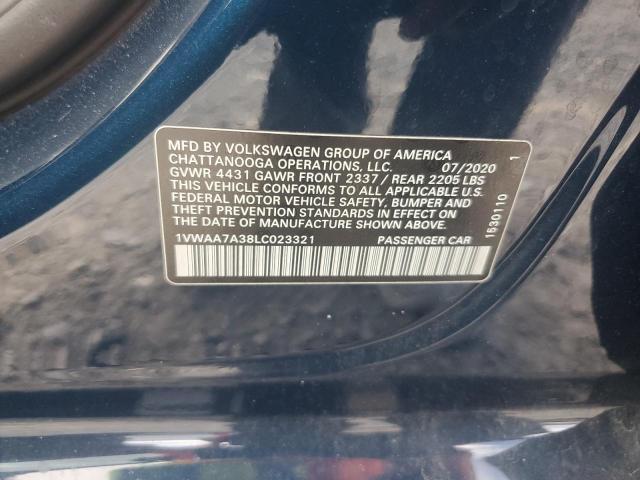 MFD BY VOLKSWAGEN GROUP OF AMERICA
CHATTANOOGA OPERATIONS, LLC. 07/2020
GVWR 4431 GAWR FRONT 2337 / REAR 2205 LBS
THIS VEHICLE CONFORMS TO ALL APPLICABLE U.S.
FEDERAL MOTOR VEHICLE SAFETY, BUMPER AND
THEFT PREVENTION STANDARDS IN EFFECT ON
THE DATE OF MANUFACTURE SHOWN ABOVE.
1VWAA7A38LC023321 PASSENGER CAR
1630110 1